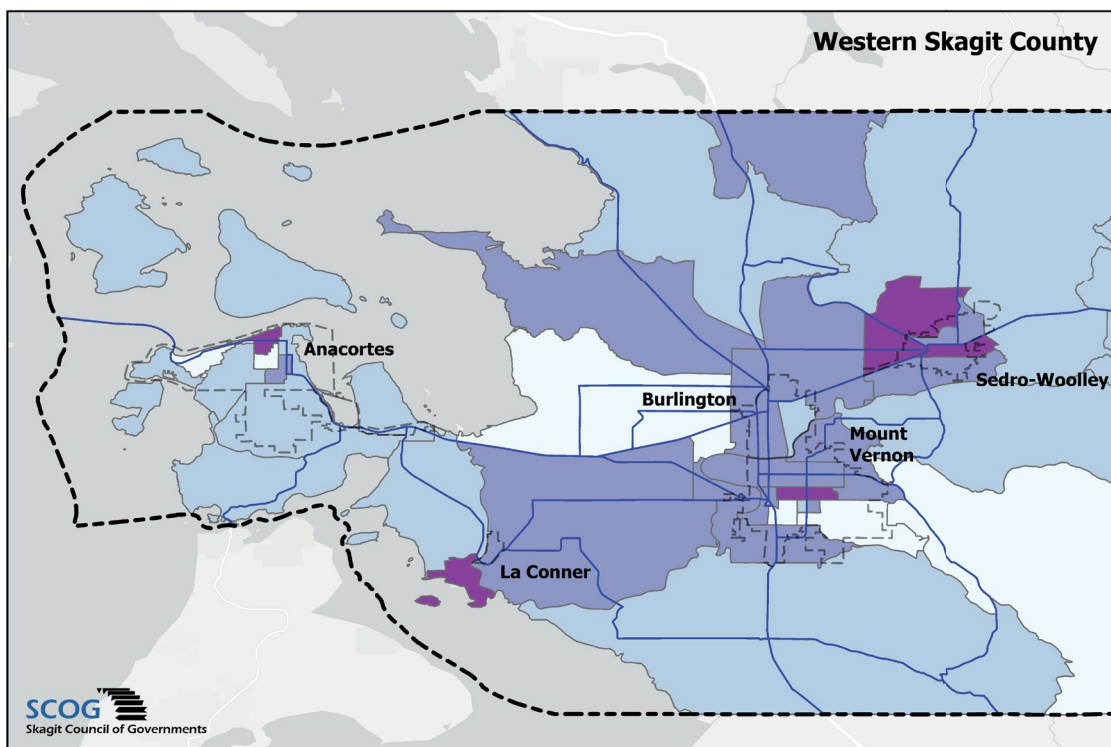 Western Skagit County
Anacortes
Burlington
Sedro-Woolley
Mount
Vernon
La Conner
SCOG
Skagit Council of Governments